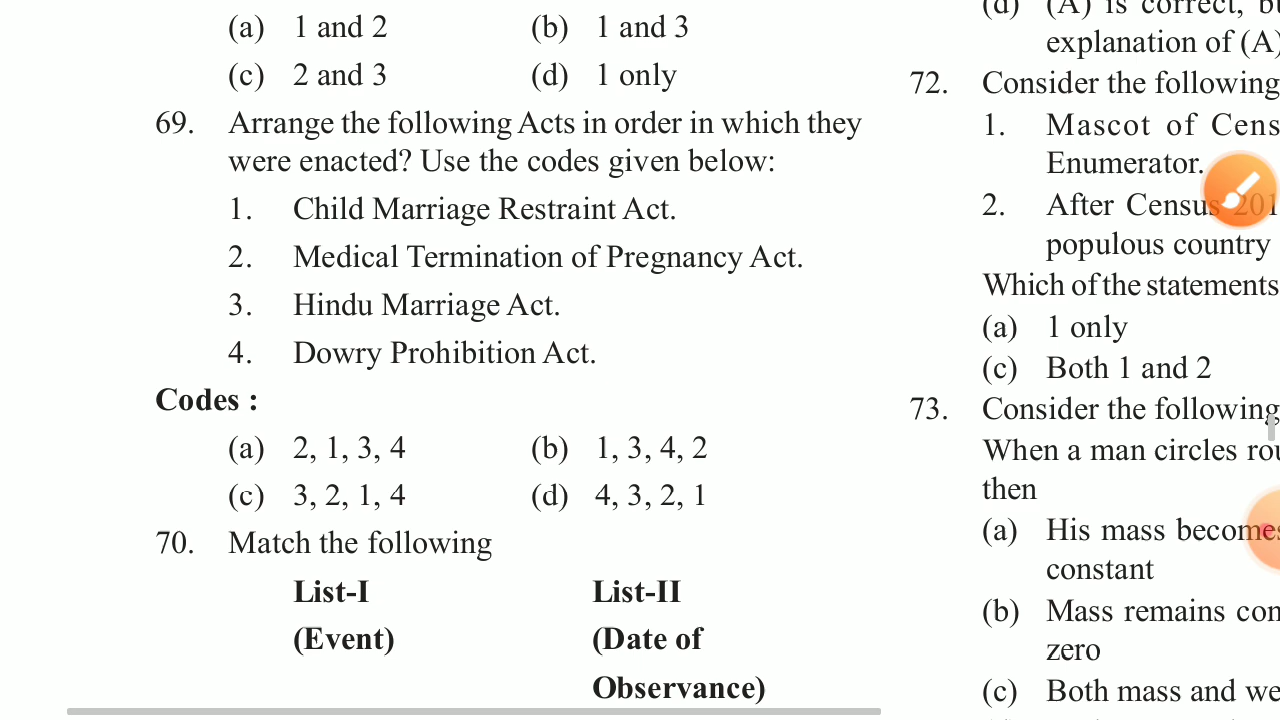 (a) 1 and 2 (b) 1 and 3
(c) 2 and 3 (d) 1 only
69. Arrange the following Acts in order in which they
were enacted? Use the codes given below:
1. Child Marriage Restraint Act.
2. Medical Termination of Pregnancy Act.
3. Hindu Marriage Act.
4. Dowry Prohibition Act.
Codes :
(a) 2, 1, 3, 4 (b) 1, 3, 4, 2
(c) 3, 2, 1, 4 (d) 4, 3, 2, 1
70. Match the following
List-I List-II
(Event) (Date of
Observance)
(d) (A) is correct,
explanation of (A)
72. Consider the following
1. Mascot of
Enumerator.
2. After Census
populous country
Which of the statements
(a) 1 only
(c) Both 1 and 2
73. Consider the following
When a man circles
then
(a) His mass becomes
constant
(b) Mass remains
zero
(c) Both mass and